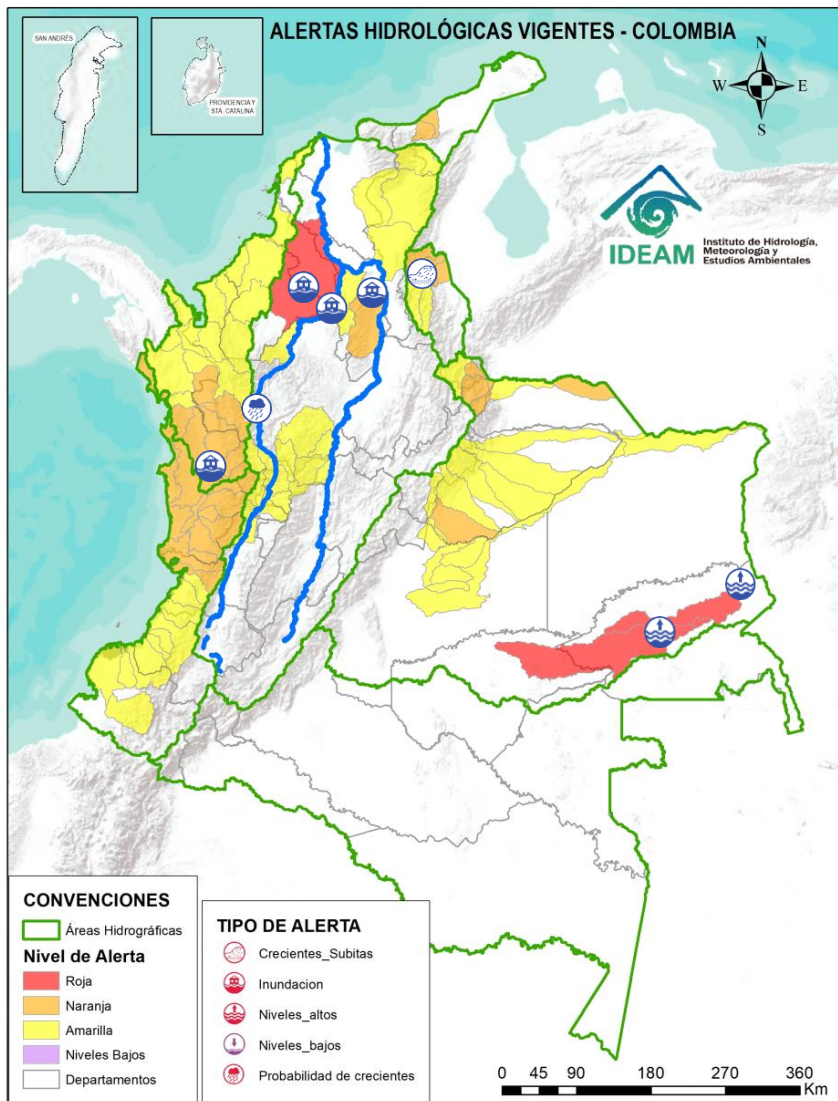 ALERTAS HIDROLÓGICAS VIGENTES - COLOMBIA
SAN ANDRÉS
PROVIDENCIA Y
STA. CATALINA
N
W
E
S
IDEAM
Instituto de Hidrología,
Meteorología y
Estudios Ambientales
CONVENCIONES
Áreas Hidrográficas
Nivel de Alerta
Roja
Naranja
Amarilla
Niveles Bajos
Departamentos
TIPO DE ALERTA
Crecientes_Subitas
Inundacion
Niveles_altos
Niveles_bajos
Probabilidad de crecientes
0 45 90 180 270 360
Km